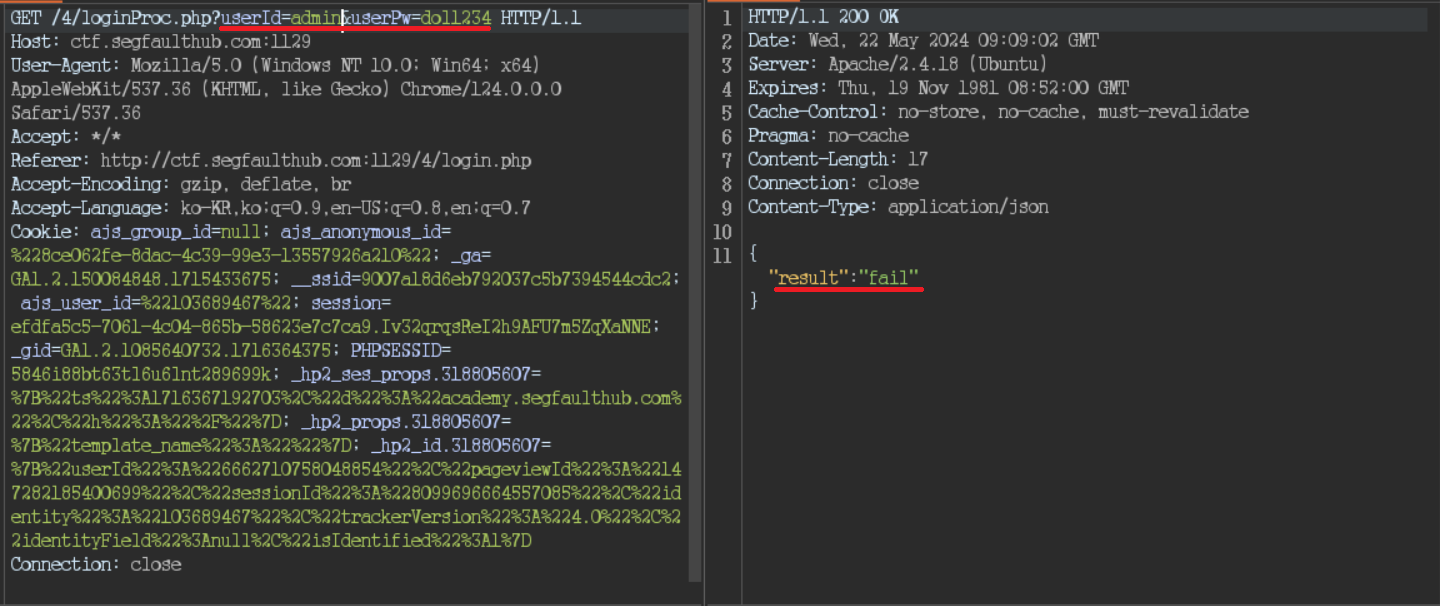 GET /4/loginProc.php?userId=admin&userPw=doll234 HTTP/1.1
Host: ctf.segfaulthub.com:1129
User-Agent: Mozilla/5.0 (Windows NT 10.0; Win64; x64)
AppleWebKit/537.36 (KHTML, like Gecko) Chrome/124.0.0.0
Safari/537.36
Accept: */*
Referer: http://ctf.segfaulthub.com:1129/4/login.php
Accept-Encoding: gzip, deflate, br
Accept-Language: ko-KR,ko;q=0.9,en-US;q=0.8,en;q=0.7
Cookie: ajs_group_id=null; ajs_anonymous_id=
%228ce062fe-8dac-4c39-99e3-13557926a210%22; _ga=
GA1.2.150084848.1715433675; __ssid=9007a18d6eb792037c5b7394544cdc2;
ajs_user_id=%22103689467%22; session=
efdfa5c5-7061-4c04-865b-58623e7c7ca9.Iv32qrqsReI2h9AFU7m5ZqXaNNE;
_gid=GA1.2.1085640732.1716364375; PHPSESSID=
5846i88bt63t16u61nt289699k; _hp2_ses_props.318805607=
%7B%22ts%22%3A1716367192703%2C%22d%22%3A%22academy.segfaulthub.com%
22%2C%22h%22%3A%22%2F%22%7D; _hp2_props.318805607=
%7B%22template_name%22%3A%22%22%7D; _hp2_id.318805607=
%7B%22userId%22%3A%226662710758048854%22%2C%22pageviewId%22%3A%2214
7282185400699%22%2C%22sessionId%22%3A%228099696664557085%22%2C%22id
entity%22%3A%22103689467%22%2C%22trackerVersion%22%3A%224.0%22%2C%2
2identityField%22%3Anull%2C%22isIdentified%22%3A1%7D
Connection: close
1 HTTP/1.1 200 OK
2 Date: Wed, 22 May 2024 09:09:02 GMT
3 Server: Apache/2.4.18 (Ubuntu)
4 Expires: Thu, 19 Nov 1981 08:52:00 GMT
5 Cache-Control: no-store, no-cache, must-revalidate
6 Pragma: no-cache
7 Content-Length: 17
8 Connection: close
9 Content-Type: application/json
10
11 {
"result":"fail"
}